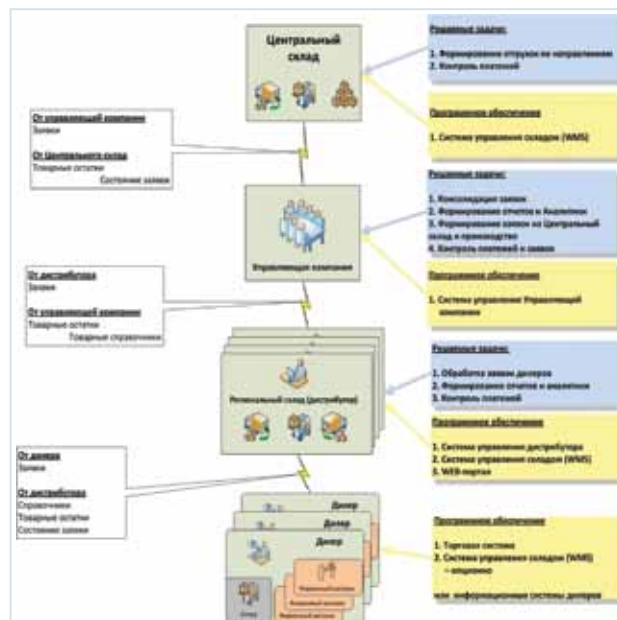 Центральный
склад
Решаемые задачи:
1. Формирование отгрузок по направлениям
2. Контроль платежей
От управляющей компании
Заявки
От Центрального склад
Товарные остатки
Состояние заявки
Программное обеспечение
1. Система управления складом (WMS)
Решаемые задачи:
1. Консолидация заявок
2. Формирование отчетов и Аналитики
3. Формирование заявок на Центральный
склад и производство
4. Контроль платежей и заявок
Управляющая компания
От дистрибутора
Заявки
От управляющей компании
Товарные остатки
Товарные справочники
Программное обеспечение
1. Система управления Управляющей
компании
Решаемые задачи:
1. Обработка заявок дилеров
2. Формирование отчетов и аналитики
3. Контроль платежей
Региональный склад (дистрибутор)
Программное обеспечение
1. Система управления дистрибутора
2. Система управления складом (WMS)
3. WEB-портал
От дилера
Заявки
От дистрибутора
Справочники
Товарные остатки
Состояние заявки
Дилер
Дилер
Дилер
Программное обеспечение
1. Торговая система
2. Система управления складом (WMS)
– опционно
или информационные системы дилеров